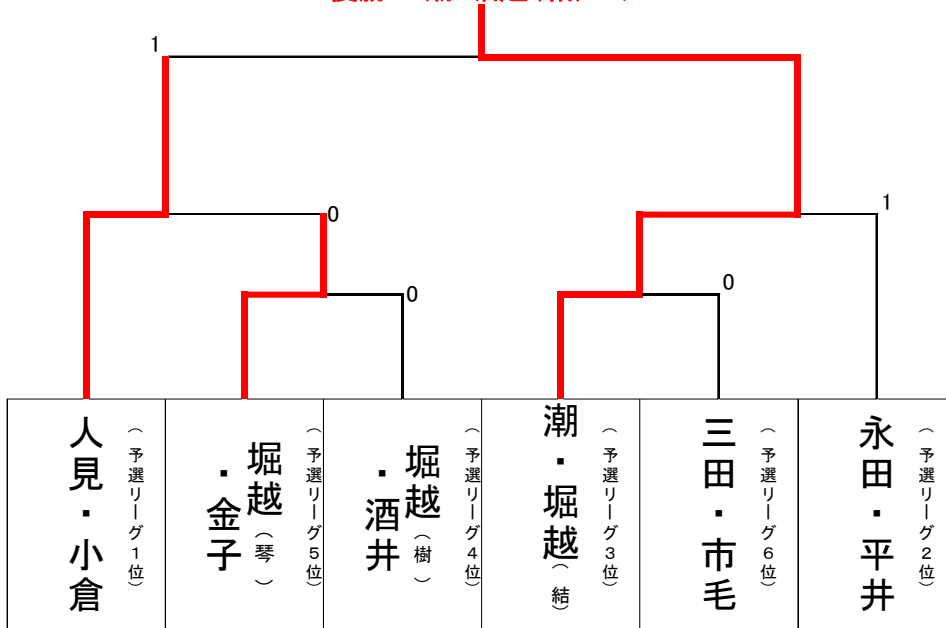 1
0
1
0
0
人見・小倉
（予選リーグ1位）
堀越（琴）
・金子
（予選リーグ5位）
堀越（樹）
・酒井
（予選リーグ4位）
潮・堀越（結）
（予選リーグ3位）
三田・市毛
（予選リーグ6位）
永田・平井
（予選リーグ2位）